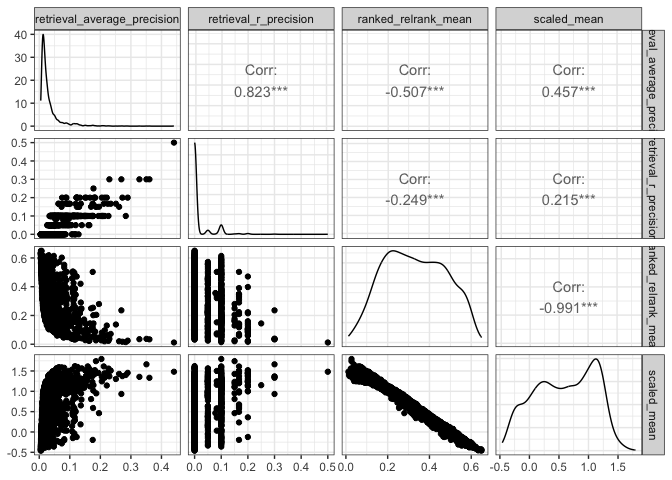 retrieval_average_precision
retrieval_r_precision
ranked_relrank_mean
scaled_mean
40
30
20
10
0
Corr:
0.823***
Corr:
-0.507***
Corr:
0.457***
eval_average_preci
0.5
0.4
0.3
0.2
0.1
0.0
Corr:
-0.249***
Corr:
0.215***
etrieval_r_precision
0.6
0.4
0.2
0.0
Corr:
-0.991***
anked_relrank_mea
1.5
1.0
0.5
0.0
-0.5
scaled_mean
0.0 0.1 0.2 0.3 0.4
0.0 0.1 0.2 0.3 0.4 0.5
0.0 0.2 0.4 0.6
-0.5 0.0 0.5 1.0 1.5